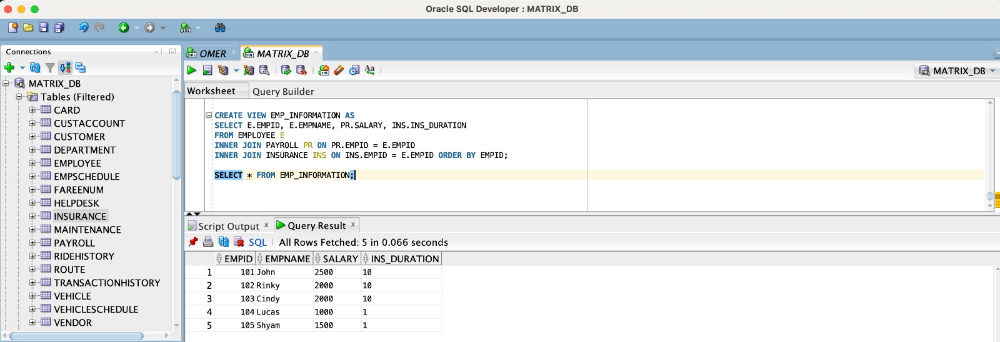 Oracle SQL Developer : MATRIX_DB
Connections
OMER
MATRIX_DB
MATRIX_DB
MATRIX_DB
Tables (Filtered)
CARD
CUSTACCOUNT
CUSTOMER
DEPARTMENT
EMPLOYEE
EMPSCHEDULE
FAREENUM
HELPDESK
INSURANCE
MAINTENANCE
PAYROLL
RIDEHISTORY
ROUTE
TRANSACTIONHISTORY
VEHICLE
VEHICLESCHEDULE
VENDOR
Worksheet Query Builder
CREATE VIEW EMP_INFORMATION AS
SELECT E.EMPID, E.EMPNAME, PR.SALARY, INS.INS_DURATION
FROM EMPLOYEE E
INNER JOIN PAYROLL PR ON PR.EMPID = E.EMPID
INNER JOIN INSURANCE INS ON INS.EMPID = E.EMPID ORDER BY EMPID;
SELECT * FROM EMP_INFORMATION;
Script Output Query Result
SQL All Rows Fetched: 5 in 0.066 seconds
EMPID EMPNAME SALARY INS_DURATION
1 101 John 2500 10
2 102 Rinky 2000 10
3 103 Cindy 2000 10
4 104 Lucas 1000 1
5 105 Shyam 1500 1